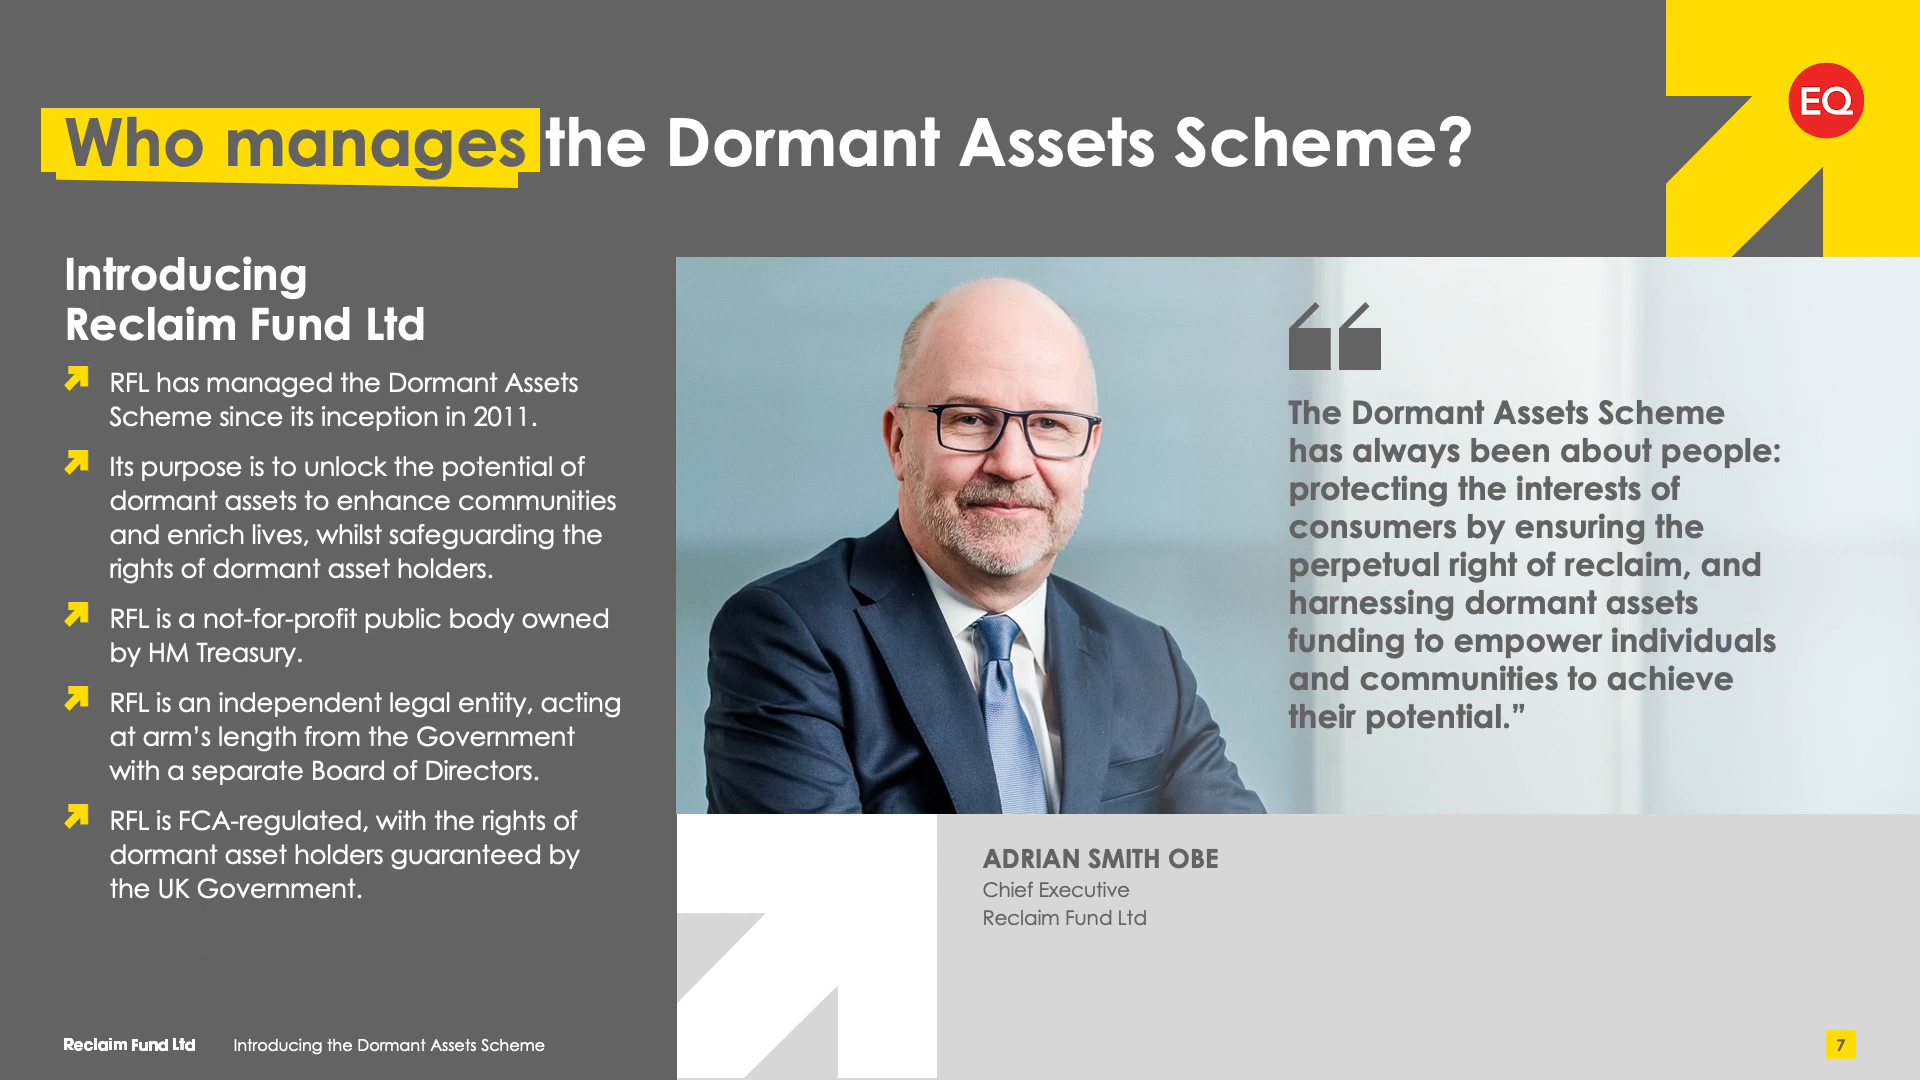 EQ
Who manages the Dormant Assets Scheme?
Introducing
Reclaim Fund Ltd
RFL has managed the Dormant Assets
Scheme since its inception in 2011.
Its purpose is to unlock the potential of
dormant assets to enhance communities
and enrich lives, whilst safeguarding the
rights of dormant asset holders.
RFL is a not-for-profit public body owned
by HM Treasury.
RFL is an independent legal entity, acting
at arm’s length from the Government
with a separate Board of Directors.
RFL is FCA-regulated, with the rights of
dormant asset holders guaranteed by
the UK Government.
The Dormant Assets Scheme
has always been about people:
protecting the interests of
consumers by ensuring the
perpetual right of reclaim, and
harnessing dormant assets
funding to empower individuals
and communities to achieve
their potential.”
ADRIAN SMITH OBE
Chief Executive
Reclaim Fund Ltd
Reclaim Fund Ltd Introducing the Dormant Assets Scheme
7